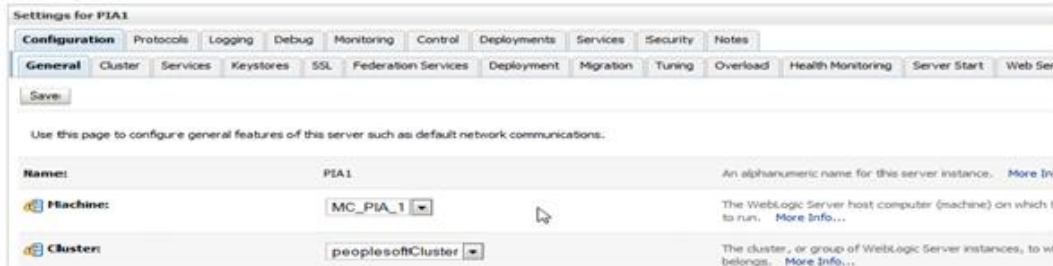 Settings for PIA1
Configuration Protocols Logging Debug Monitoring Control Deployments Services Security Notes
General Cluster Services Keystores SSL Federation Services Deployment Migration Tuning Overload Health Monitoring Server Start Web Ser
Save
Use this page to configure general features of this server such as default network communications.
Name: PIA1 An alphanumeric name for this server instance. More In
Machine: MC_PIA_1 The WebLogic Server host computer (machine) on which t
to run. More Info...
Cluster: peoplesoftCluster The cluster, or group of WebLogic Server instances, to w
belongs. More Info...